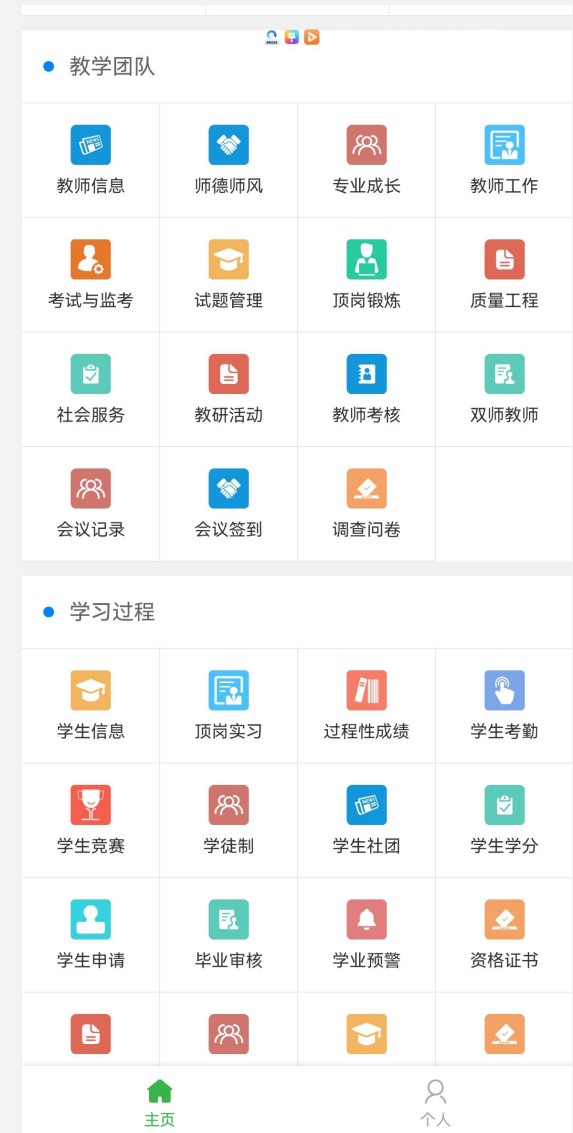 教学团队
教师信息 师德师风 专业成长 教师工作
考试与监考 试题管理 顶岗锻炼 质量工程
社会服务 教研活动 教师考核 双师教师
会议记录 会议签到 调查问卷
学习过程
学生信息 顶岗实习 过程性成绩 学生考勤
学生竞赛 学徒制 学生社团 学生学分
学生申请 毕业审核 学业预警 资格证书
主页 个人